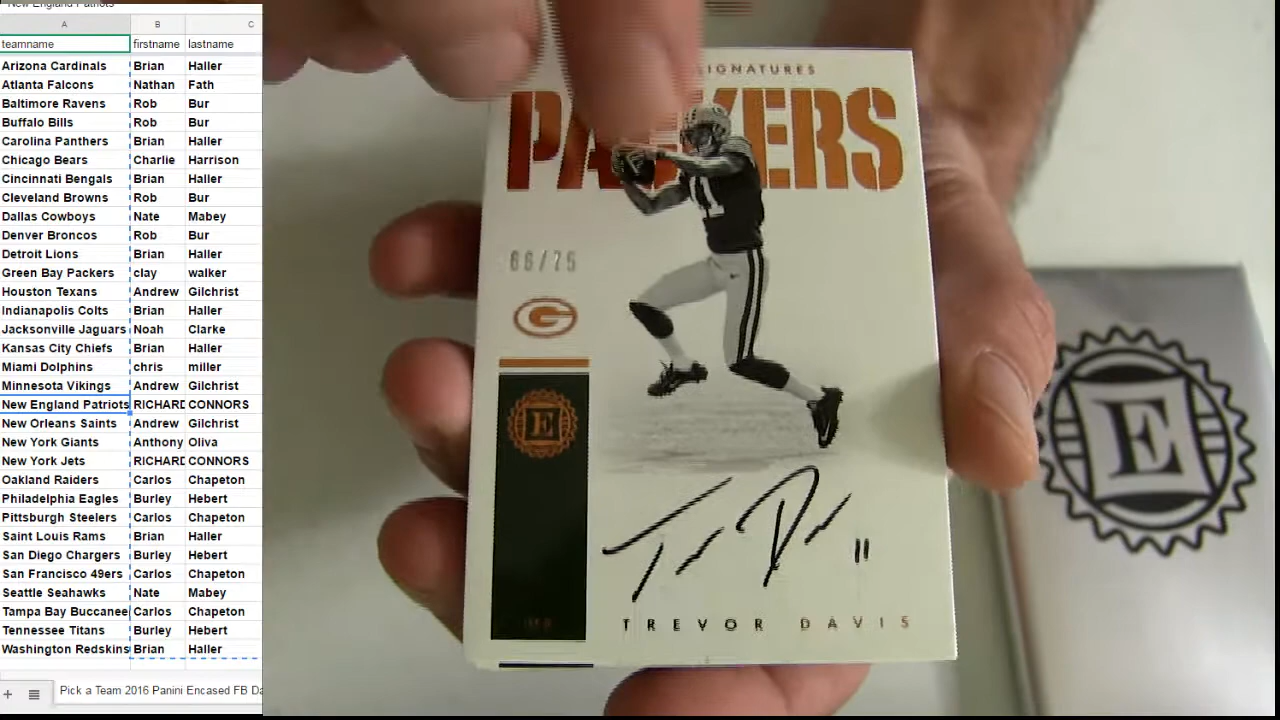 New England Patriots
A B C
teamname firstname lastname
Arizona Cardinals Brian Haller
Atlanta Falcons Nathan Fath
Baltimore Ravens Rob Bur
Buffalo Bills Rob Bur
Carolina Panthers Brian Haller
Chicago Bears Charlie Harrison
Cincinnati Bengals Brian Haller
Cleveland Browns Rob Bur
Dallas Cowboys Nate Mabey
Denver Broncos Rob Bur
Detroit Lions Brian Haller
Green Bay Packers clay walker
Houston Texans Andrew Gilchrist
Indianapolis Colts Brian Haller
Jacksonville Jaguars Noah Clarke
Kansas City Chiefs Brian Haller
Miami Dolphins chris miller
Minnesota Vikings Andrew Gilchrist
New England Patriots RICHARD CONNORS
New Orleans Saints Andrew Gilchrist
New York Giants Anthony Oliva
New York Jets RICHARD CONNORS
Oakland Raiders Carlos Chapeton
Philadelphia Eagles Burley Hebert
Pittsburgh Steelers Carlos Chapeton
Saint Louis Rams Brian Haller
San Diego Chargers Burley Hebert
San Francisco 49ers Carlos Chapeton
Seattle Seahawks Nate Mabey
Tampa Bay Buccanee Carlos Chapeton
Tennessee Titans Burley Hebert
Washington Redskins Brian Haller
Pick a Team 2016 Panini Encased FB Da
SIGNATURES
PACKERS
11
66/75
G
E
WR
11
TREVOR DAVIS
E